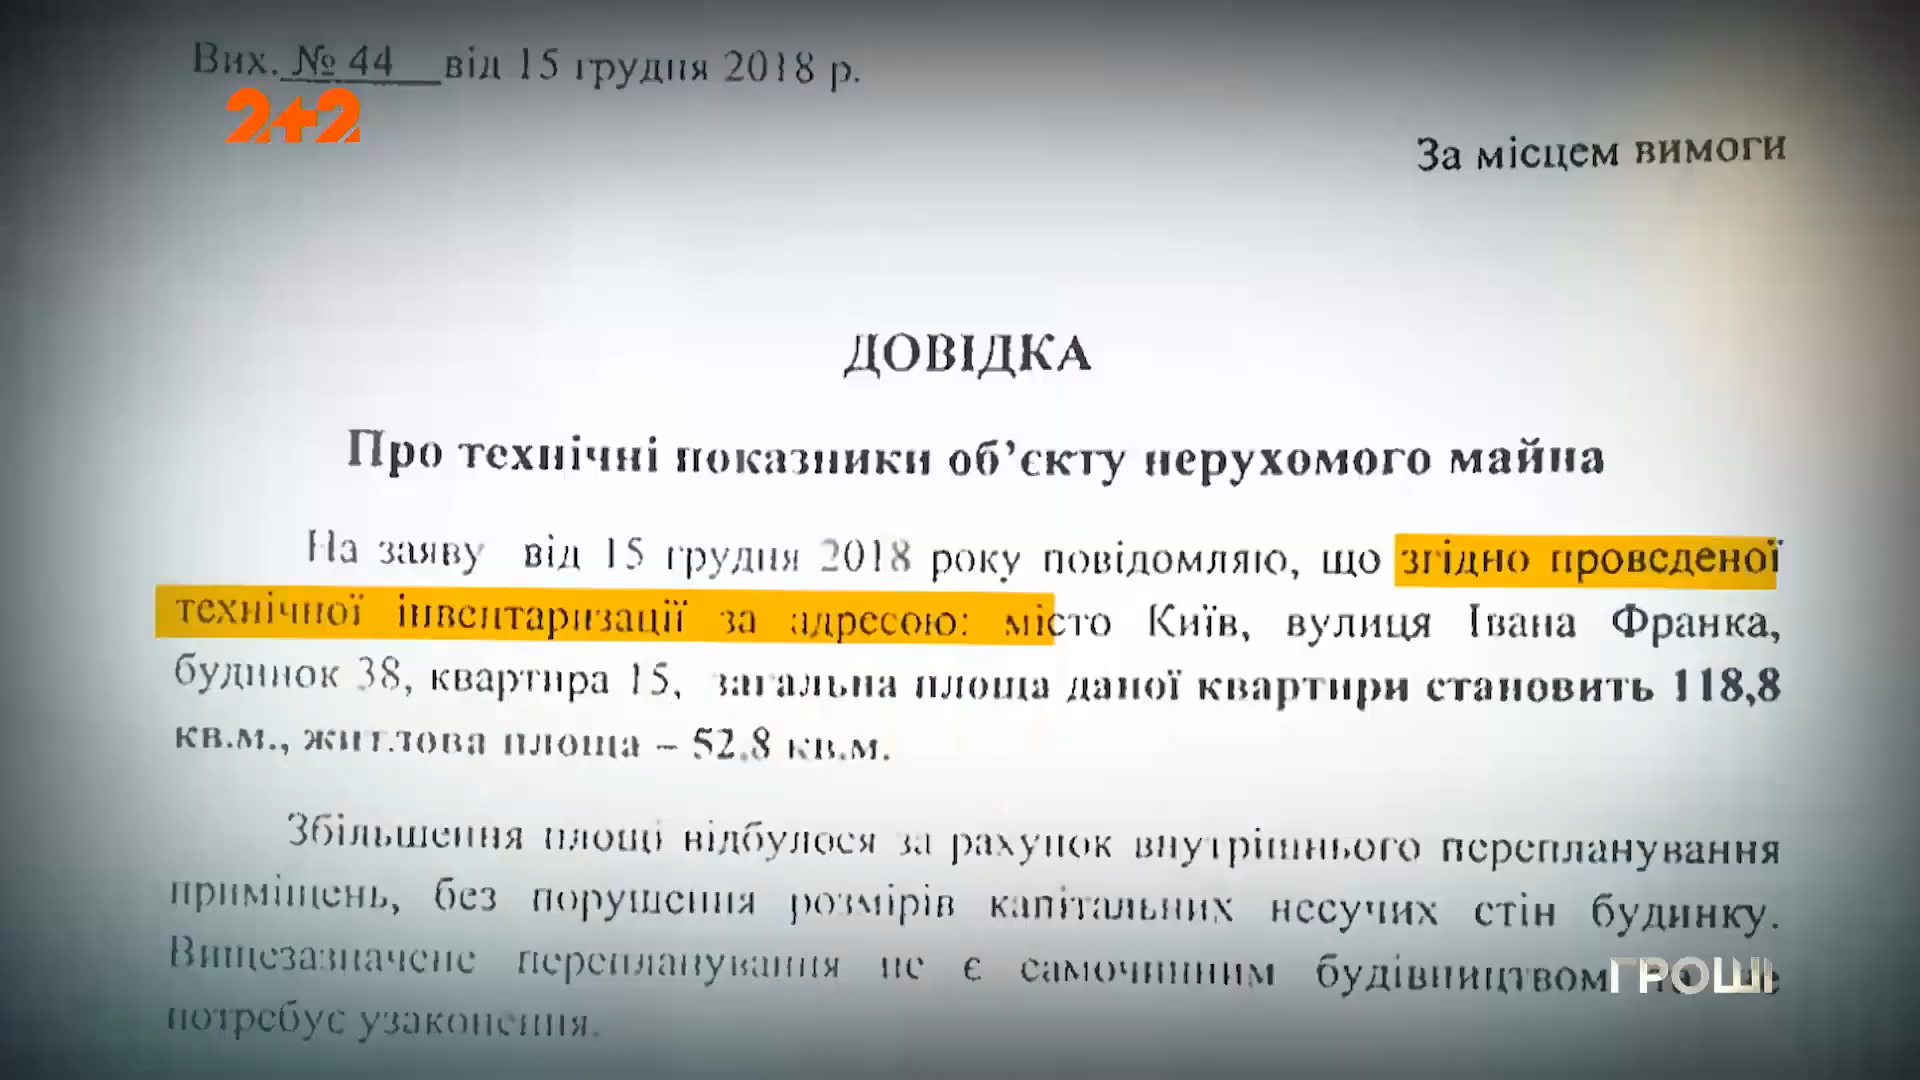 Вих. № 44 від 15 грудня 2018 р.
2+2
За місцем вимоги
ДОВІДКА
Про технічні показники об’єкту нерухомого майна
На заяву від 15 грудня 2018 року повідомляю, що згідно проведеної
технічної інвентаризації за адресою: місто Київ, вулиця Івана Франка,
будинок 38, квартира 15, загальна площа даної квартири становить 118,8
кв.м., житлова площа – 52,8 кв.м.
Збільшення площі відбулося за рахунок внутрішнього перепланування
приміщень, без порушення розмірів капітальних несучих стін будинку.
Вищезазначене перепланування не є самочинним будівництвом
потребує узаконення.
ГРОШІ